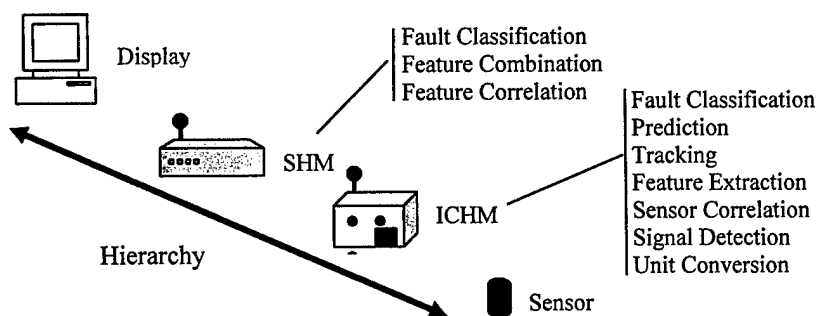 Display
Fault Classification
Feature Combination
Feature Correlation
SHM
Fault Classification
Prediction
Tracking
Feature Extraction
Sensor Correlation
Signal Detection
Unit Conversion
ICHM
Hierarchy
Sensor